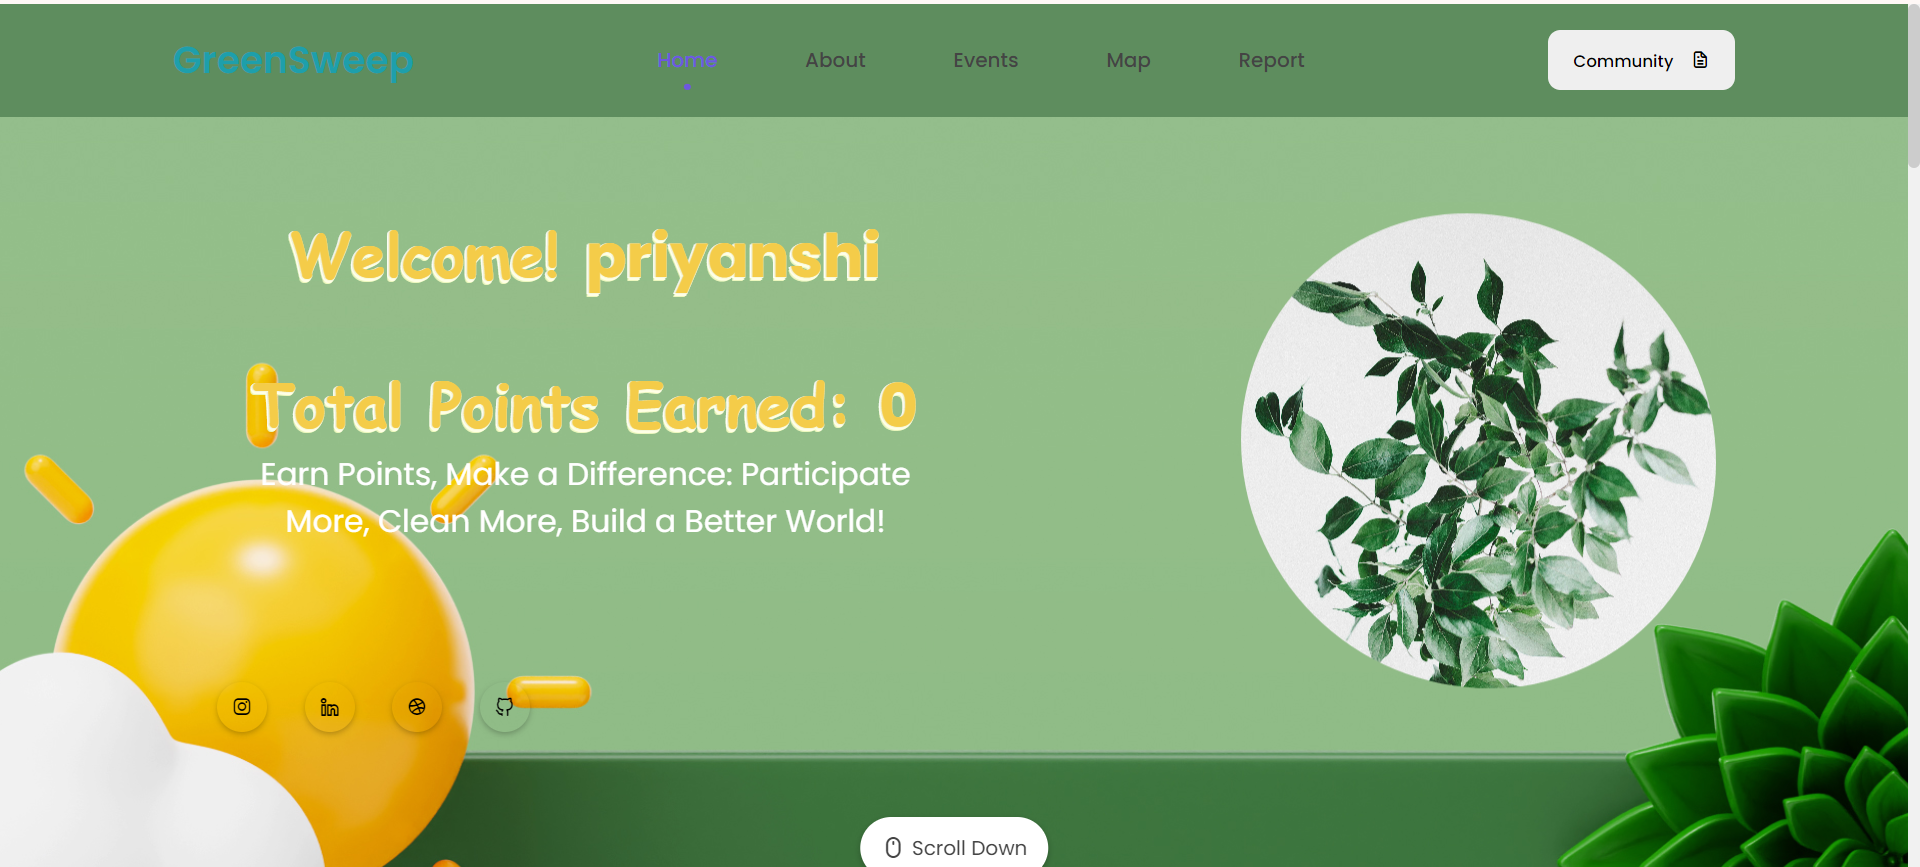 GreenSweep
Home
About
Events
Map
Report
Community
Welcome! priyanshi
Total Points Earned: 0
Earn Points, Make a Difference: Participate
More, Clean More, Build a Better World!
Scroll Down